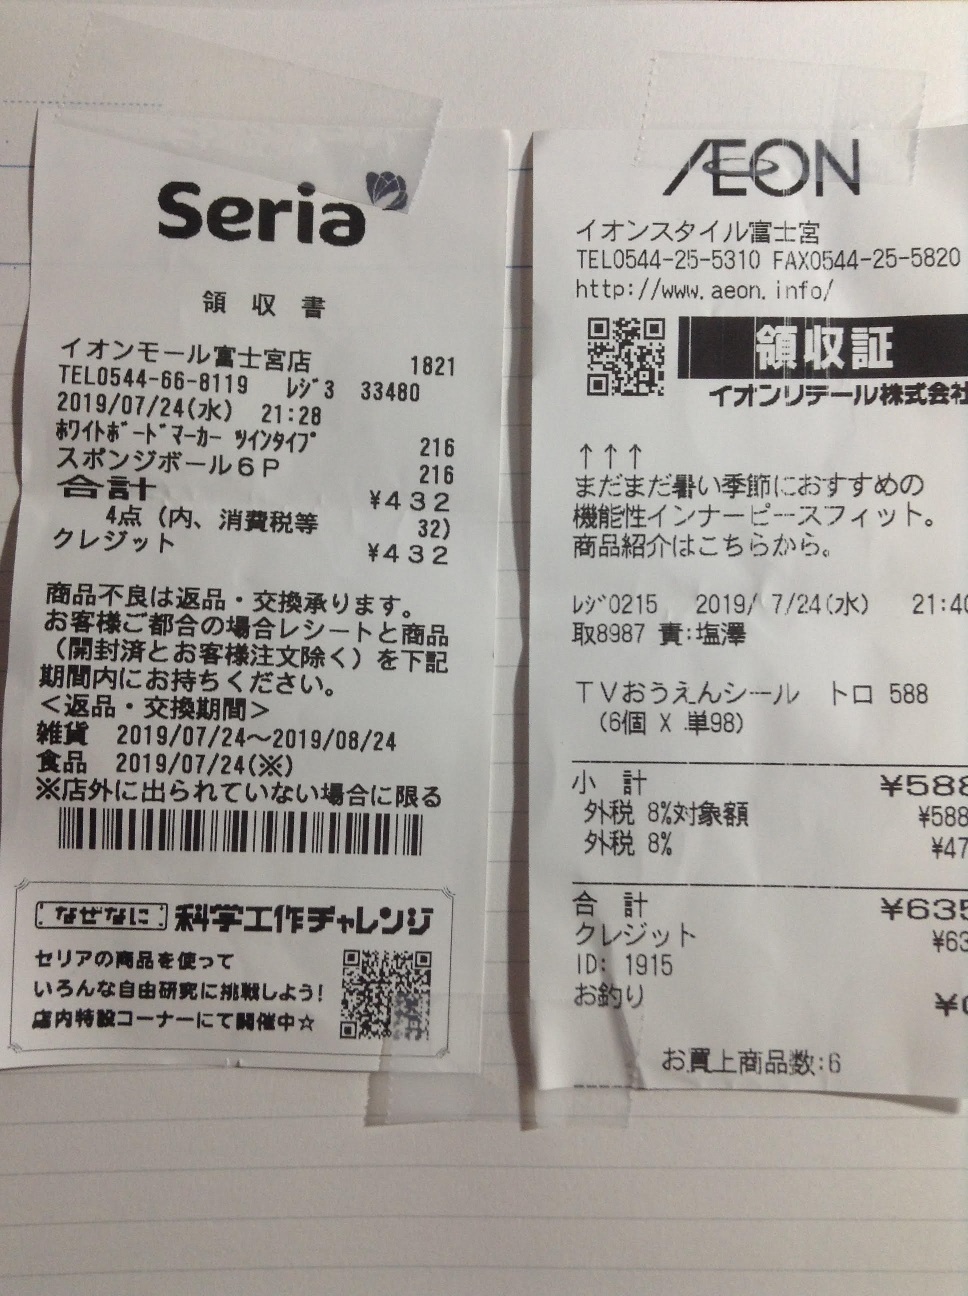 Seria
領 収 書
イオンモール富士宮店 1821
TEL0544-66-8119 ﾚｼﾞ3 33480
2019/07/24(水) 21:28
ﾎﾜｲﾄﾎﾞｰﾄﾞﾏｰｶｰ ﾂｲﾝﾀｲﾌﾟ 216
スポンジボール６Ｐ 216
合計 ¥４３２
4点（内、消費税等 32)
クレジット ¥４３２
商品不良は返品・交換承ります。
お客様ご都合の場合レシートと商品
（開封済とお客様注文除く）を下記
期間内にお持ちください。
＜返品・交換期間＞
雑貨 2019/07/24～2019/08/24
食品 2019/07/24(※)
※店外に出られていない場合に限る
なぜなに 科学工作チャレンジ
セリアの商品を使って
いろんな自由研究に挑戦しよう!
店内特設コーナーにて開催中☆
ÆON
イオンスタイル富士宮
TEL0544-25-5310 FAX0544-25-5820
http://www.aeon.info/
領収証
イオンリテール株式会社
↑↑↑
まだまだ暑い季節におすすめの
機能性インナーピースフィット。
商品紹介はこちらから。
ﾚｼﾞ0215 2019/ 7/24(水) 21:40
取8987 責:塩澤
ＴＶおうえんシール トロ 588
(6個 X 単98)
小 計 ¥588
外税 8%対象額 ¥588
外税 8% ¥47
合 計 ¥635
クレジット ¥63
ID: 1915
お釣り ¥0
お買上商品数:6